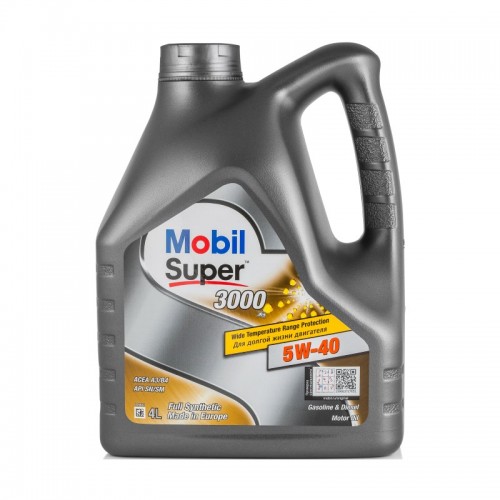 Mobil
Super™
3000
Wide Temperature Range Protection
Для долгой жизни двигателя
5W-40
ACEA A3/B4
API SN/SM
4L
Full Synthetic
Made in Europe
Gasoline & Diesel
Motor Oil